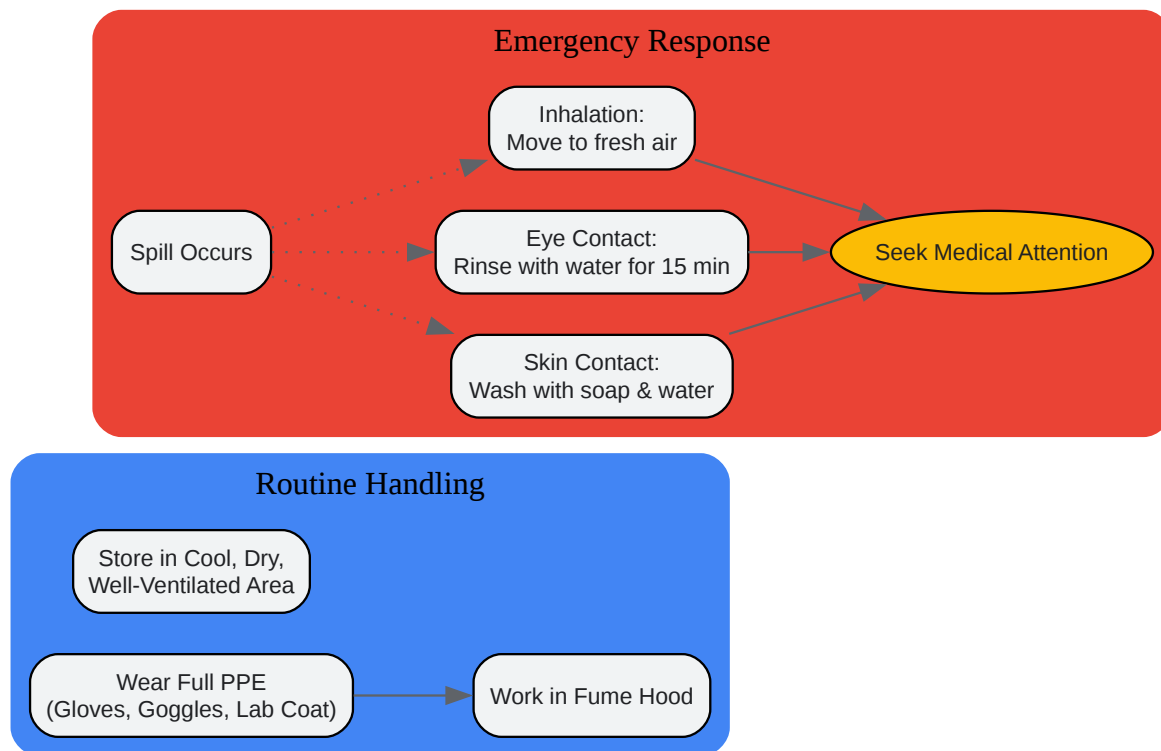 Emergency Response
Inhalation:
Move to fresh air
Spill Occurs
Eye Contact:
Rinse with water for 15 min
Seek Medical Attention
Skin Contact:
Wash with soap & water
Routine Handling
Store in Cool, Dry,
Well-Ventilated Area
Wear Full PPE
(Gloves, Goggles, Lab Coat)
Work in Fume Hood